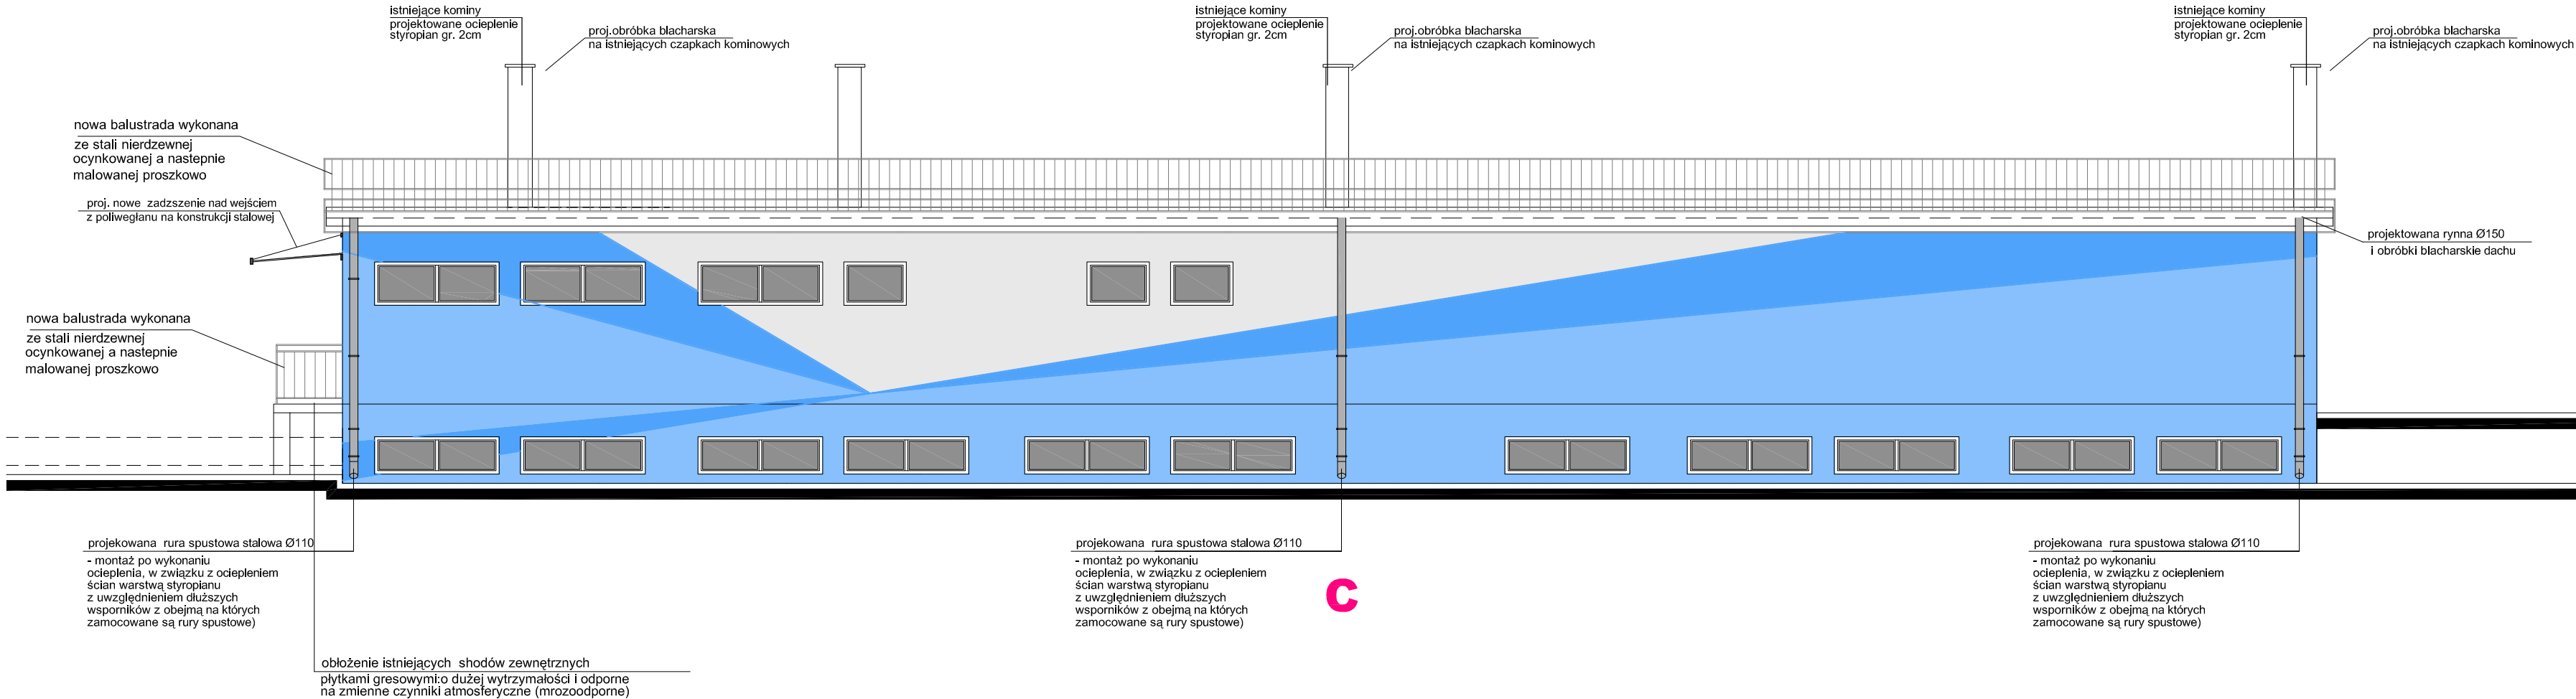 istniejące kominy
projektowane ocieplenie
styropian gr. 2cm
proj.obróbka blacharska
na istniejących czapkach kominowych
istniejące kominy
projektowane ocieplenie
styropian gr. 2cm
proj.obróbka blacharska
na istniejących czapkach kominowych
istniejące kominy
projektowane ocieplenie
styropian gr. 2cm
proj.obróbka blacharska
na istniejących czapkach kominowych
nowa balustrada wykonana
ze stali nierdzewnej
ocynkowanej a nastepnie
malowanej proszkowo
proj. nowe zadzszenie nad wejściem
z poliwegłanu na konstrukcji stalowej
projektowana rynna Ø150
i obróbki blacharskie dachu
nowa balustrada wykonana
ze stali nierdzewnej
ocynkowanej a nastepnie
malowanej proszkowo
projekowana rura spustowa stalowa Ø110
- montaż po wykonaniu
ocieplenia, w związku z ociepleniem
ścian warstwą styropianu
z uwzględnieniem dłuższych
wsporników z obejmą na których
zamocowane są rury spustowe)
projekowana rura spustowa stalowa Ø110
- montaż po wykonaniu
ocieplenia, w związku z ociepleniem
ścian warstwą styropianu
z uwzględnieniem dłuższych
wsporników z obejmą na których
zamocowane są rury spustowe)
C
projekowana rura spustowa stalowa Ø110
- montaż po wykonaniu
ocieplenia, w związku z ociepleniem
ścian warstwą styropianu
z uwzględnieniem dłuższych
wsporników z obejmą na których
zamocowane są rury spustowe)
obłożenie istniejących shodów zewnętrznych
płytkami gresowymi:o dużej wytrzymałości i odporne
na zmienne czynniki atmosferyczne (mrozoodporne)